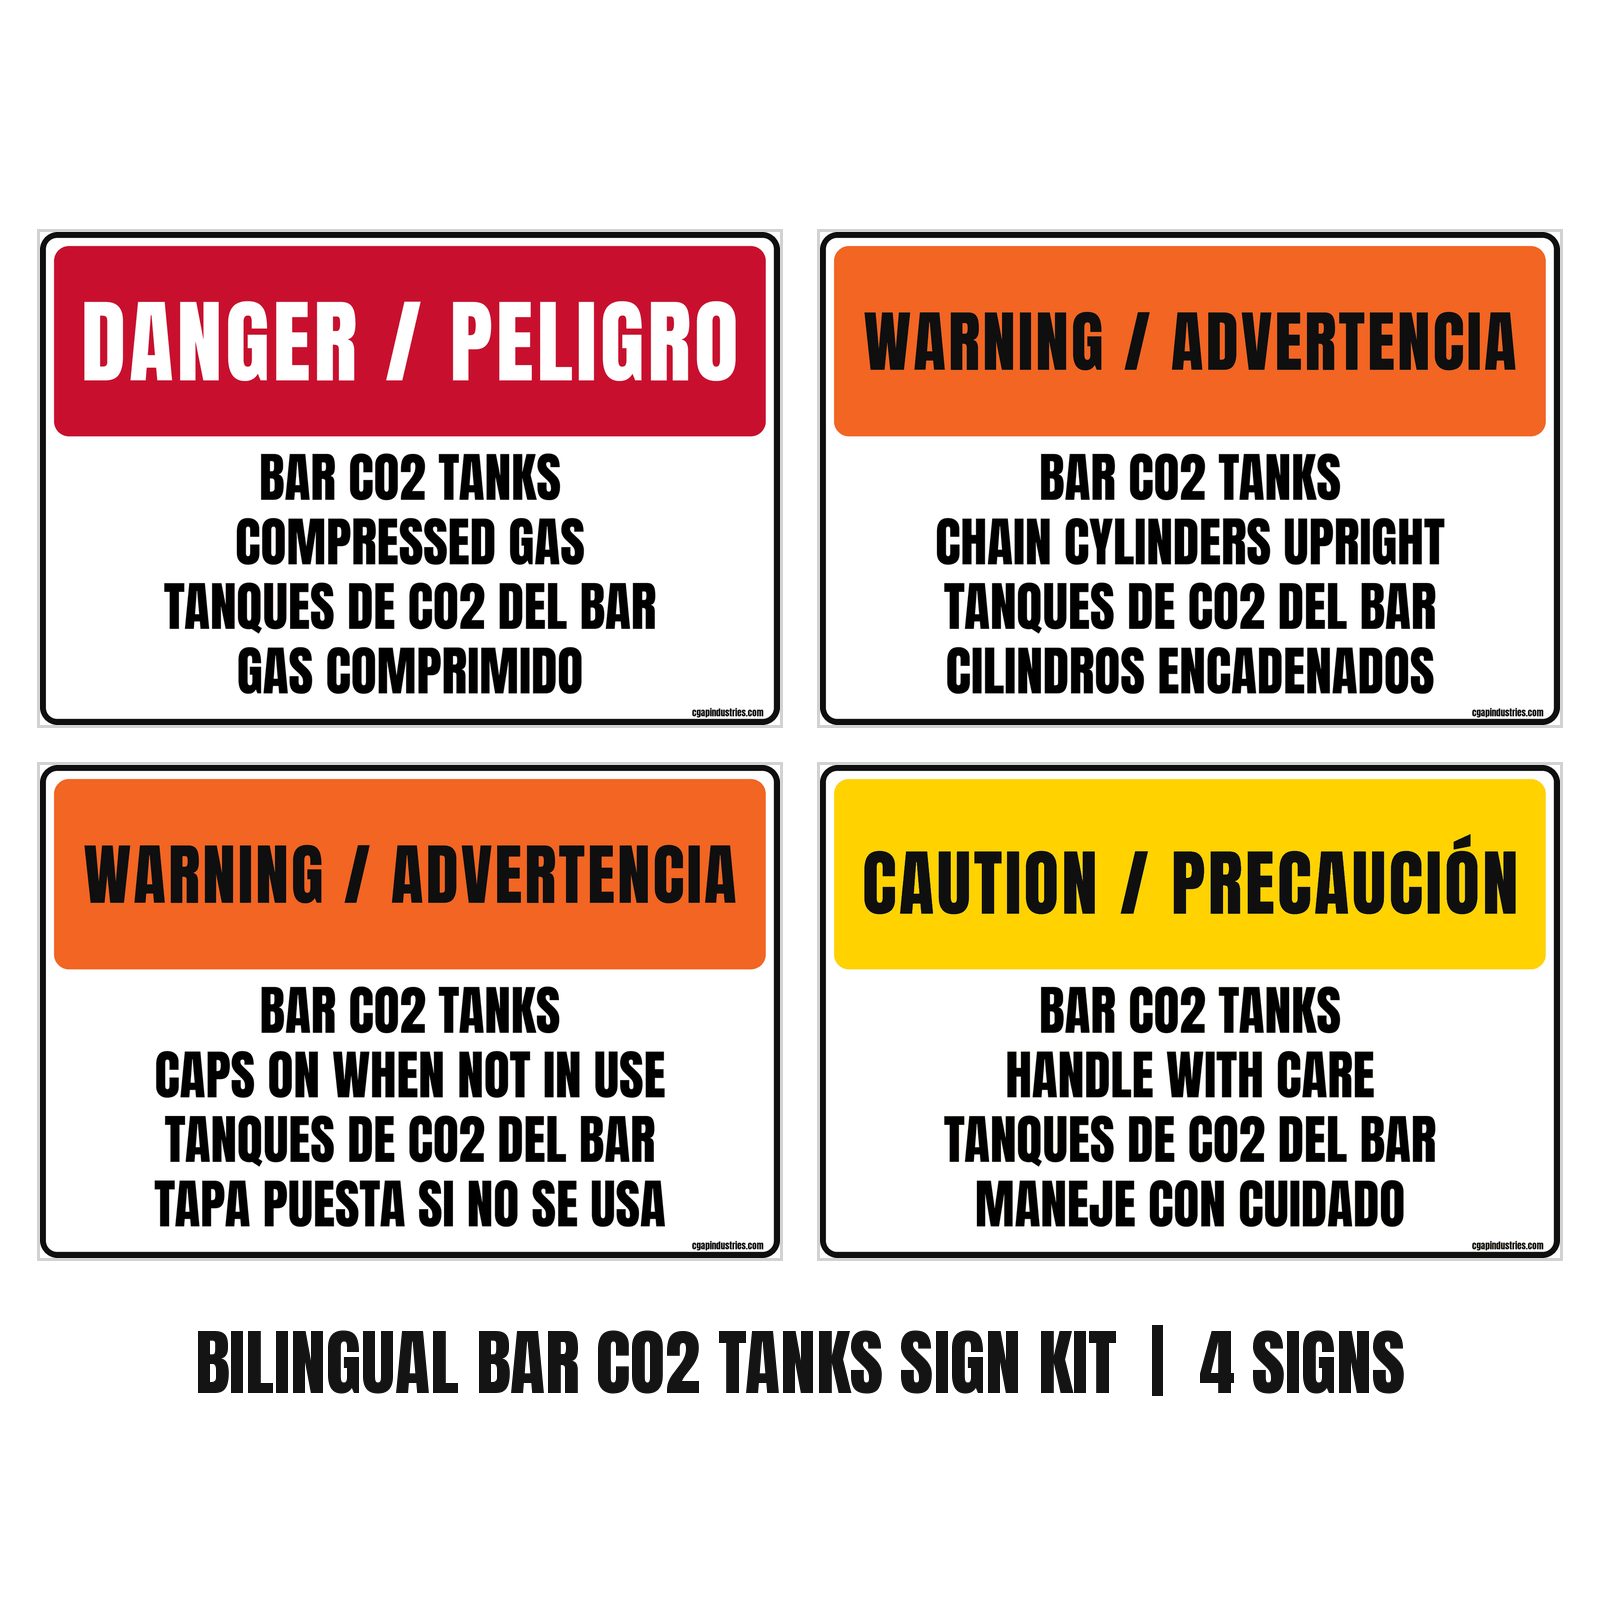 DANGER / PELIGRO
BAR CO2 TANKS
COMPRESSED GAS
TANQUES DE CO2 DEL BAR
GAS COMPRIMIDO
cgapindustries.com
WARNING / ADVERTENCIA
BAR CO2 TANKS
CHAIN CYLINDERS UPRIGHT
TANQUES DE CO2 DEL BAR
CILINDROS ENCADENADOS
cgapindustries.com
WARNING / ADVERTENCIA
BAR CO2 TANKS
CAPS ON WHEN NOT IN USE
TANQUES DE CO2 DEL BAR
TAPA PUESTA SI NO SE USA
cgapindustries.com
CAUTION / PRECAUCIÓN
BAR CO2 TANKS
HANDLE WITH CARE
TANQUES DE CO2 DEL BAR
MANEJE CON CUIDADO
cgapindustries.com
BILINGUAL BAR CO2 TANKS SIGN KIT | 4 SIGNS